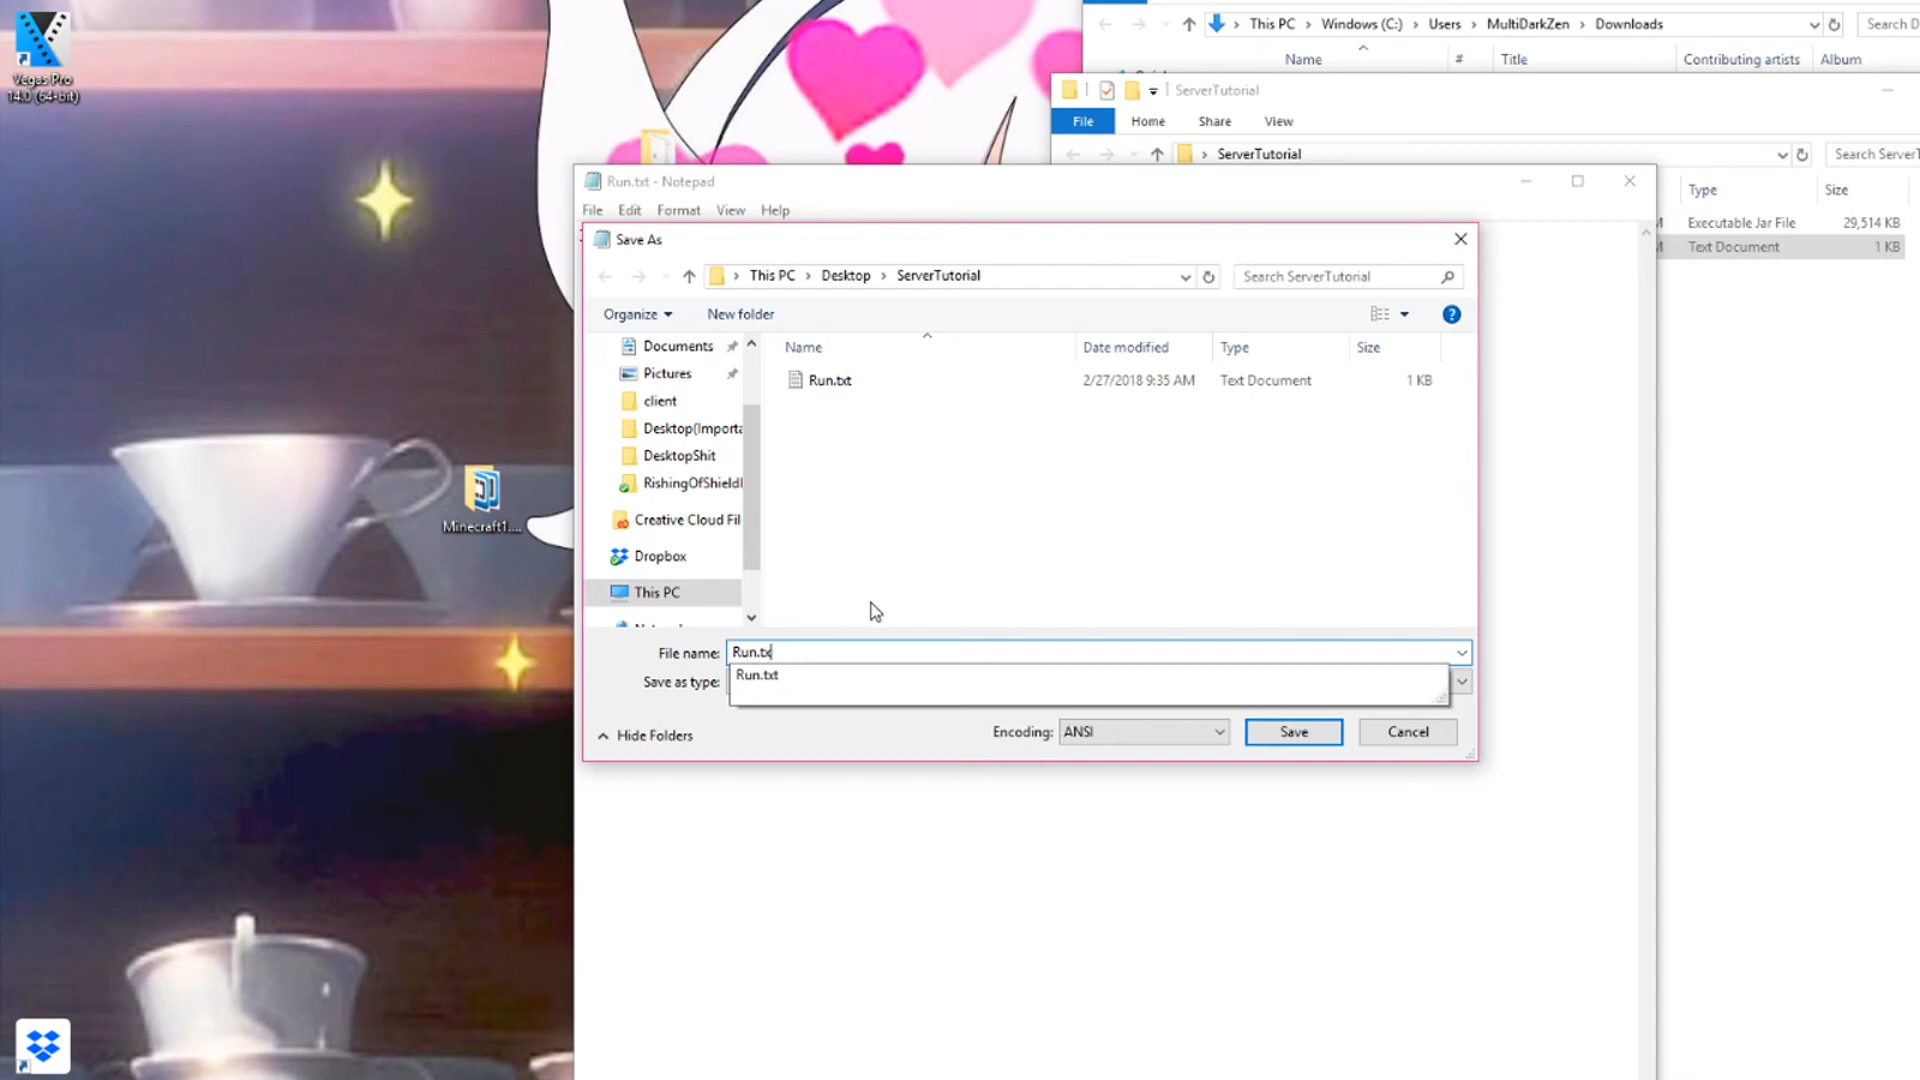 Vegas Pro
14.0 (64-bit)
Minecraft1....
This PC > Windows (C:) > Users > MultiDarkZen > Downloads
Search D
Name # Title Contributing artists Album
ServerTutorial
File Home Share View
ServerTutorial
Search ServerT
Type Size
Executable Jar File 29,514 KB
Text Document 1 KB
Run.txt - Notepad
File Edit Format View Help
Save As
This PC > Desktop > ServerTutorial
Search ServerTutorial
Organize New folder
Documents
Pictures
client
Desktop(Importa
DesktopShit
RishingOfShieldI
Creative Cloud Fil
Dropbox
This PC
Name Date modified Type Size
Run.txt 2/27/2018 9:35 AM Text Document 1 KB
File name: Run.tx
Run.txt
Save as type:
Hide Folders
Encoding: ANSI Save Cancel